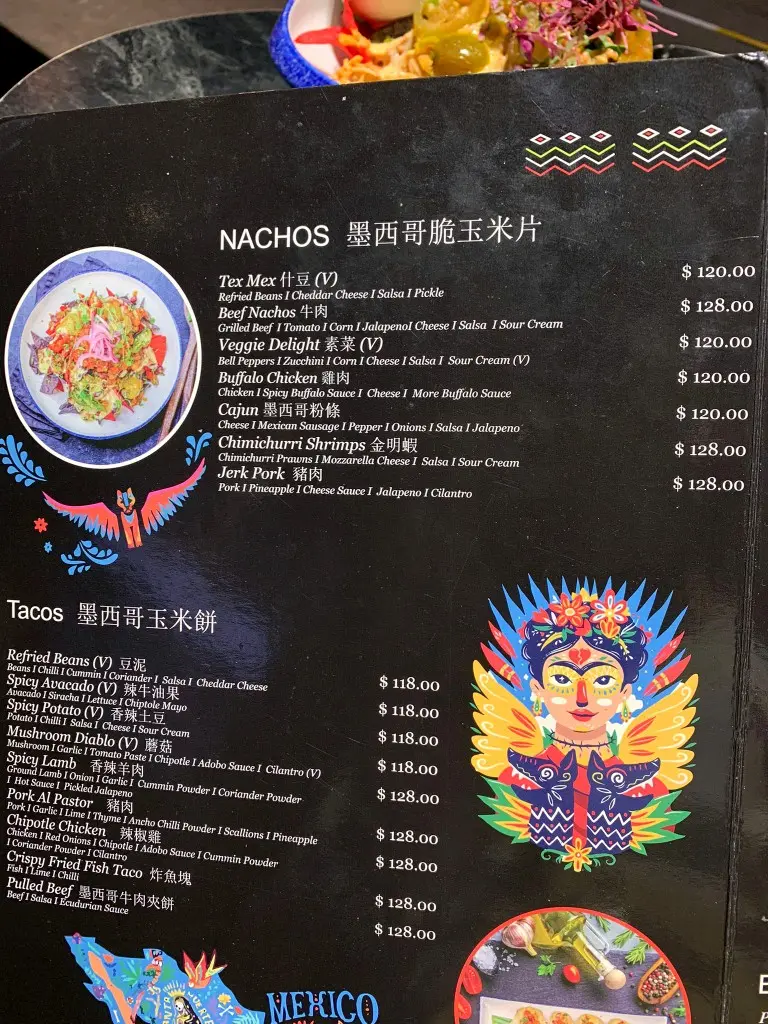 NACHOS 墨西哥脆玉米片
Tex Mex 什豆 (V) $ 120.00
Refried Beans I Cheddar Cheese I Salsa I Pickle
Beef Nachos 牛肉 $ 128.00
Grilled Beef I Tomato I Corn I JalapenoI Cheese I Salsa I Sour Cream
Veggie Delight 素菜 (V) $ 120.00
Bell Peppers I Zucchini I Corn I Cheese I Salsa I Sour Cream (V)
Buffalo Chicken 雞肉 $ 120.00
Chicken I Spicy Buffalo Sauce I Cheese I More Buffalo Sauce
Cajun 墨西哥粉條 $ 120.00
Cheese I Mexican Sausage I Pepper I Onions I Salsa I Jalapeno
Chimichurri Shrimps 金明蝦 $ 128.00
Chimichurri Prawns I Mozzarella Cheese I Salsa I Sour Cream
Jerk Pork 豬肉 $ 128.00
Pork I Pineapple I Cheese Sauce I Jalapeno I Cilantro
Tacos 墨西哥玉米餅
Refried Beans (V) 豆泥 $ 118.00
Beans I Chilli I Cummin I Coriander I Salsa I Cheddar Cheese
Spicy Avacado (V) 辣牛油果 $ 118.00
Avacado I Siracha I Lettuce I Chiptole Mayo
Spicy Potato (V) 香辣土豆 $ 118.00
Potato I Chilli I Salsa I Cheese I Sour Cream
Mushroom Diablo (V) 蘑菇 $ 118.00
Mushroom I Garlic I Tomato Paste I Chipotle I Adobo Sauce I Cilantro (V)
Spicy Lamb 香辣羊肉 $ 128.00
Ground Lamb I Onion I Garlic I Cummin Powder I Coriander Powder
I Hot Sauce I Pickled Jalapeno
Pork Al Pastor 豬肉 $ 128.00
Pork I Garlic I Lime I Thyme I Ancho Chilli Powder I Scallions I Pineapple
Chipotle Chicken 辣椒雞 $ 128.00
Chicken I Red Onions I Chipotle I Adobo Sauce I Cummin Powder
I Coriander Powder I Cilantro
Crispy Fried Fish Taco 炸魚塊 $ 128.00
Fish I Lime I Chilli
Pulled Beef 墨西哥牛肉夾餅 $ 128.00
Beef I Salsa I Ecudurian Sauce
MEXICO